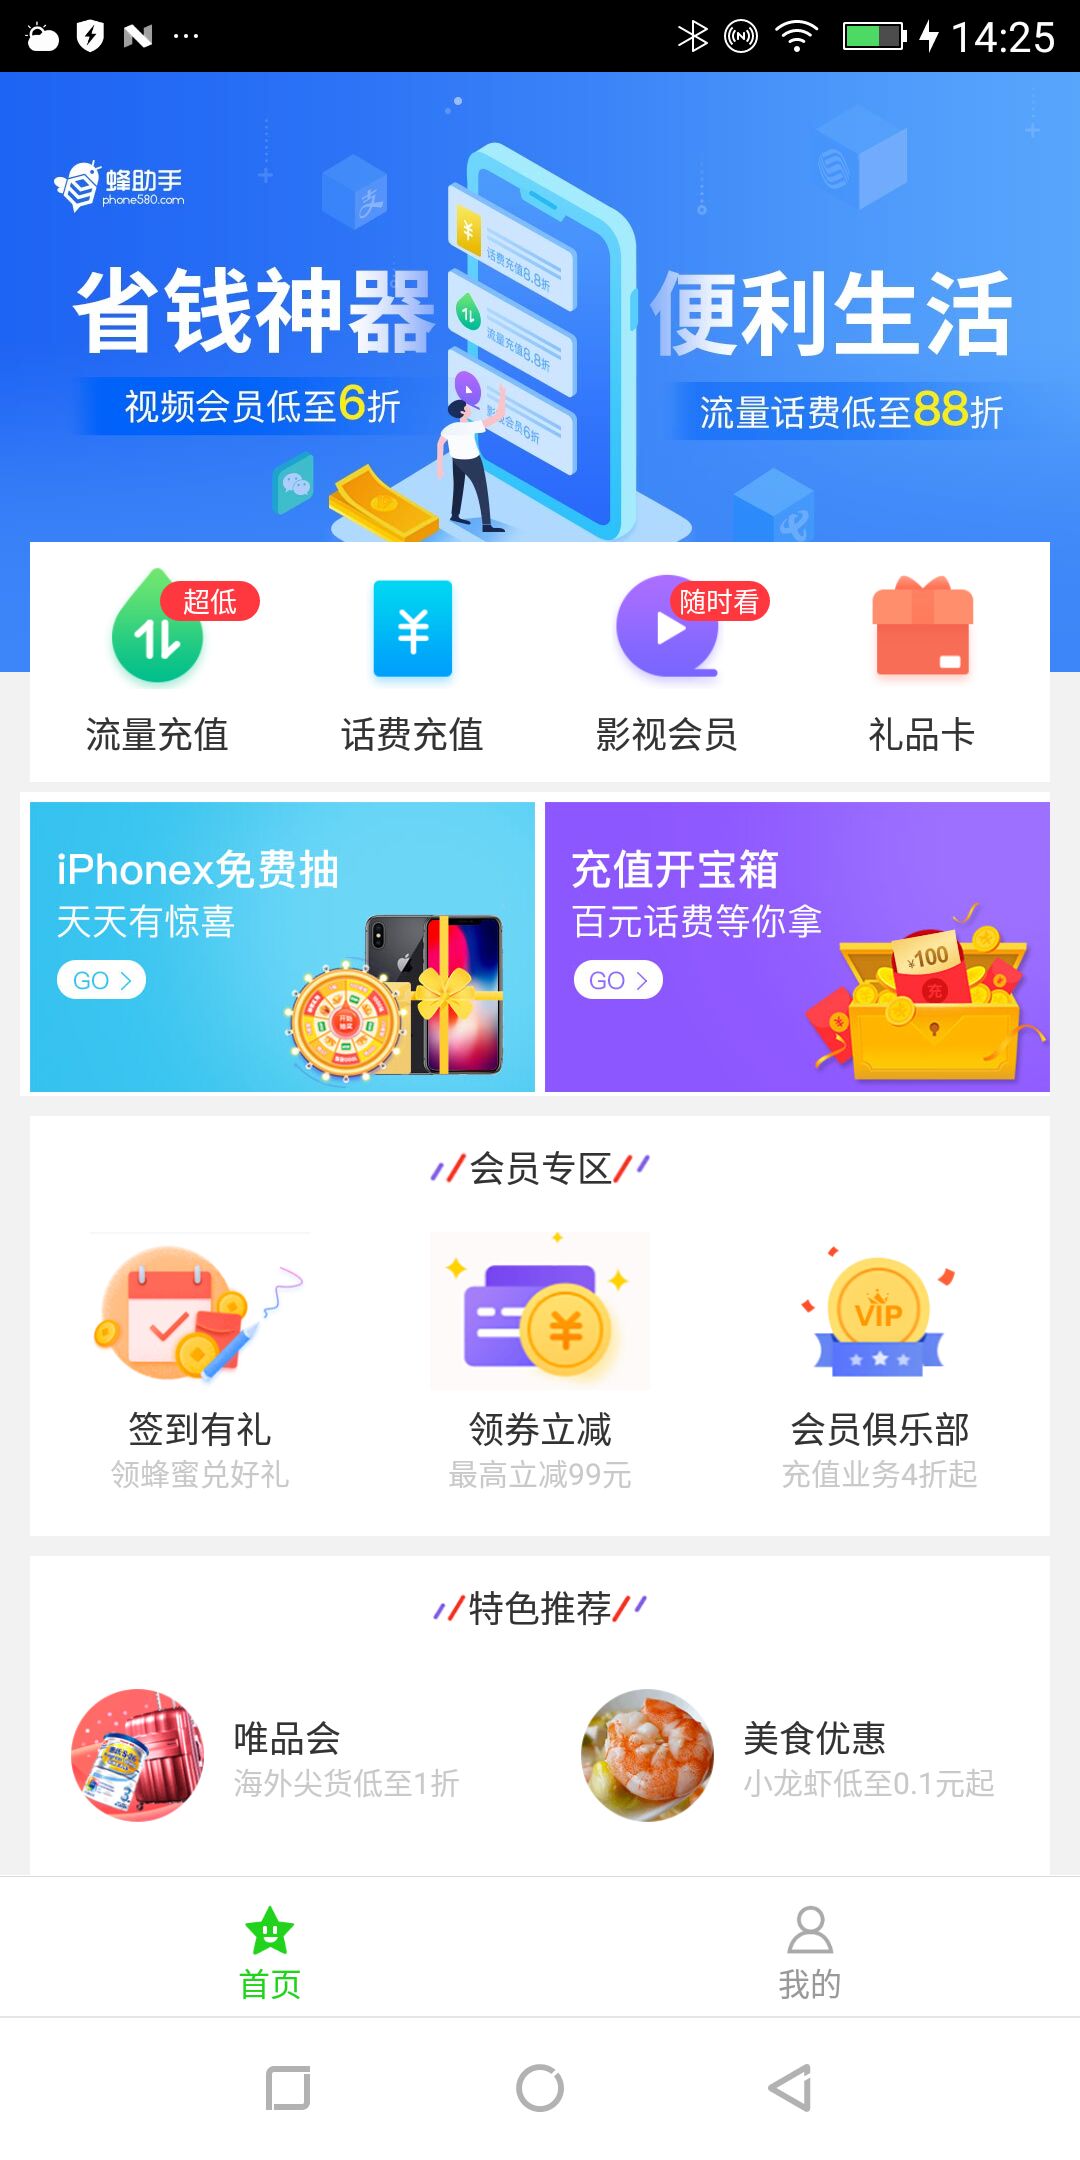 14:25
蜂助手
phone580.com
省钱神器
便利生活
视频会员低至6折
流量话费低至88折
话费充值8.8折
流量充值8.8折
影视会员6折
超低
随时看
流量充值
话费充值
影视会员
礼品卡
iPhonex免费抽
天天有惊喜
GO
充值开宝箱
百元话费等你拿
GO
¥100
充
开始
抽奖
会员专区
VIP
签到有礼
领券立减
会员俱乐部
领蜂蜜兑好礼
最高立减99元
充值业务4折起
特色推荐
唯品会
海外尖货低至1折
美食优惠
小龙虾低至0.1元起
首页
我的